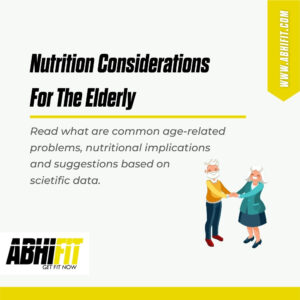 WWW.ABHIFIT.COM
Nutrition Considerations
For The Elderly
Read what are common age-related
problems, nutritional implications
and suggestions based on
scietific data.
ABHIFIT
GET FIT NOW